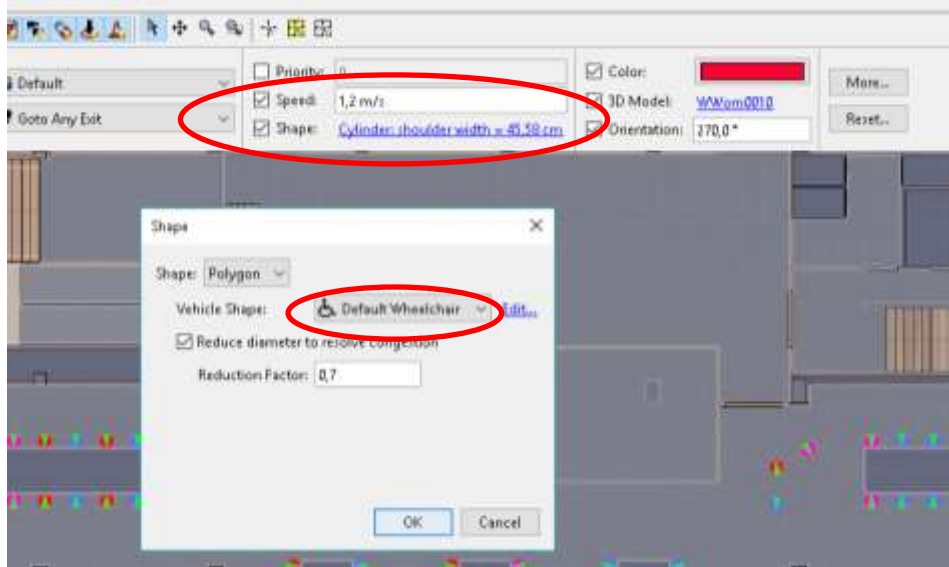 Default
Goto Any Exit
Priority: 0
Speed: 1,2 m/s
Shape: Cylinder: shoulder width = 45,58 cm
Color:
3D Model: WWom0010
Orientation: 270,0 °
More...
Reset...
Shape
Shape: Polygon
Vehicle Shape: Default Wheelchair Edit...
Reduce diameter to resolve congestion
Reduction Factor: 0,7
OK Cancel